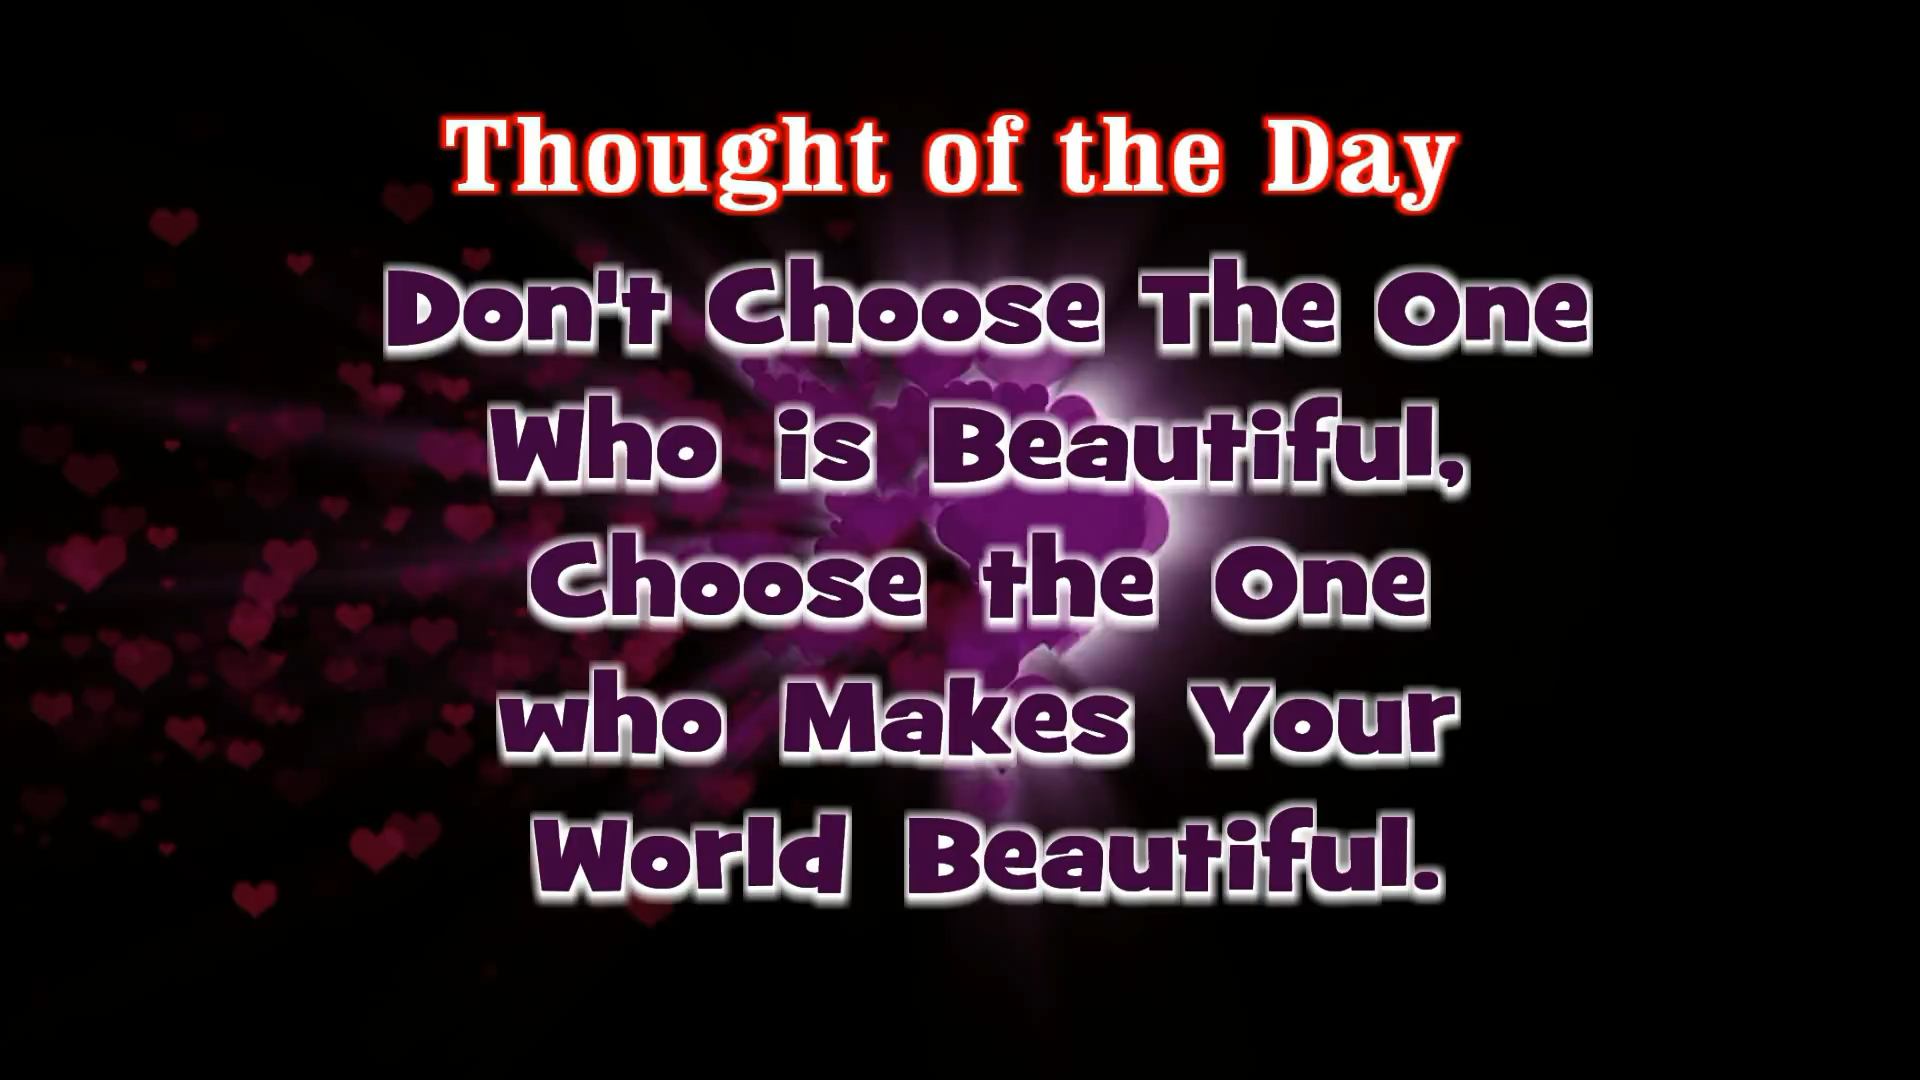 Thought of the Day
Don't Choose The One
Who is Beautiful,
Choose the One
who Makes Your
World Beautiful.